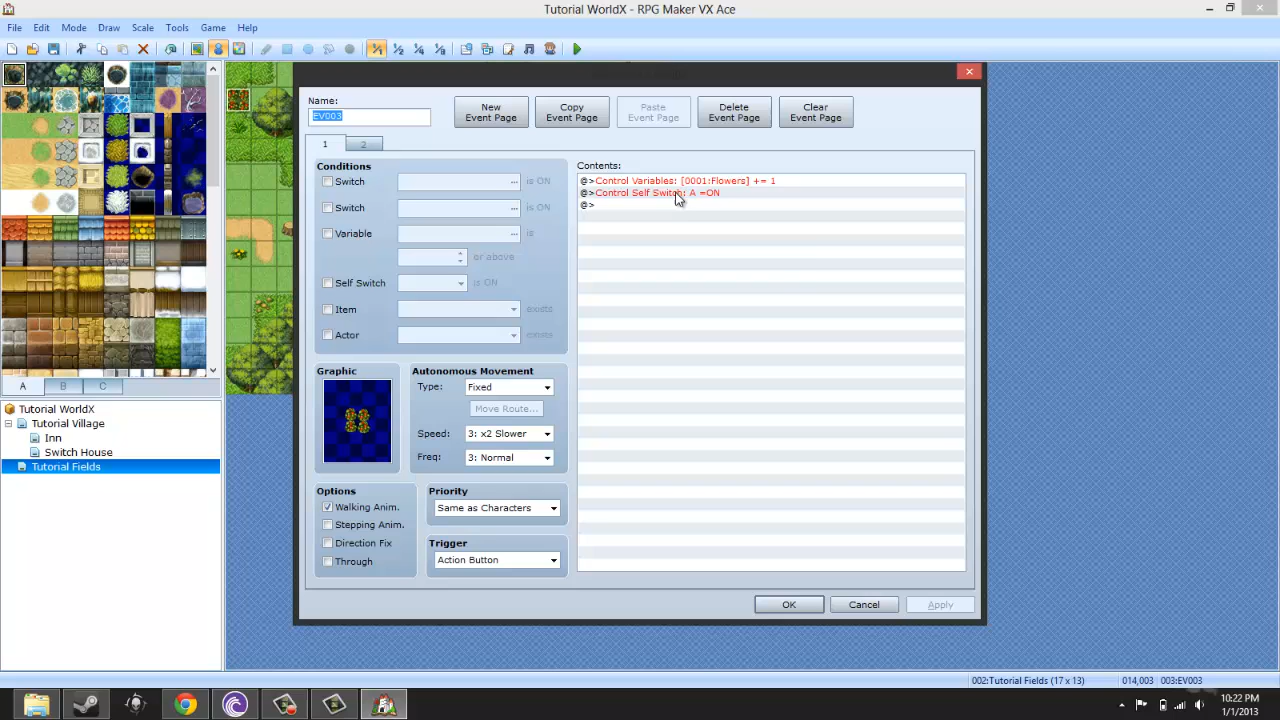 Tutorial WorldX - RPG Maker VX Ace
File Edit Mode Draw Scale Tools Game Help
Name:
EV003
New Event Page
Copy Event Page
Paste Event Page
Delete Event Page
Clear Event Page
1 2
Conditions
Switch ... is ON
Switch ... is ON
Variable ... is
or above
Self Switch is ON
Item exists
Actor exists
Graphic
Autonomous Movement
Type: Fixed
Move Route...
Speed: 3: x2 Slower
Freq: 3: Normal
Options
Walking Anim.
Stepping Anim.
Direction Fix
Through
Priority
Same as Characters
Trigger
Action Button
Contents:
@>Control Variables: [0001:Flowers] += 1
@>Control Self Switch: A =ON
@>
OK Cancel Apply
A B C
Tutorial WorldX
Tutorial Village
Inn
Switch House
Tutorial Fields
002:Tutorial Fields (17 x 13) 014,003 003:EV003
10:22 PM
1/1/2013